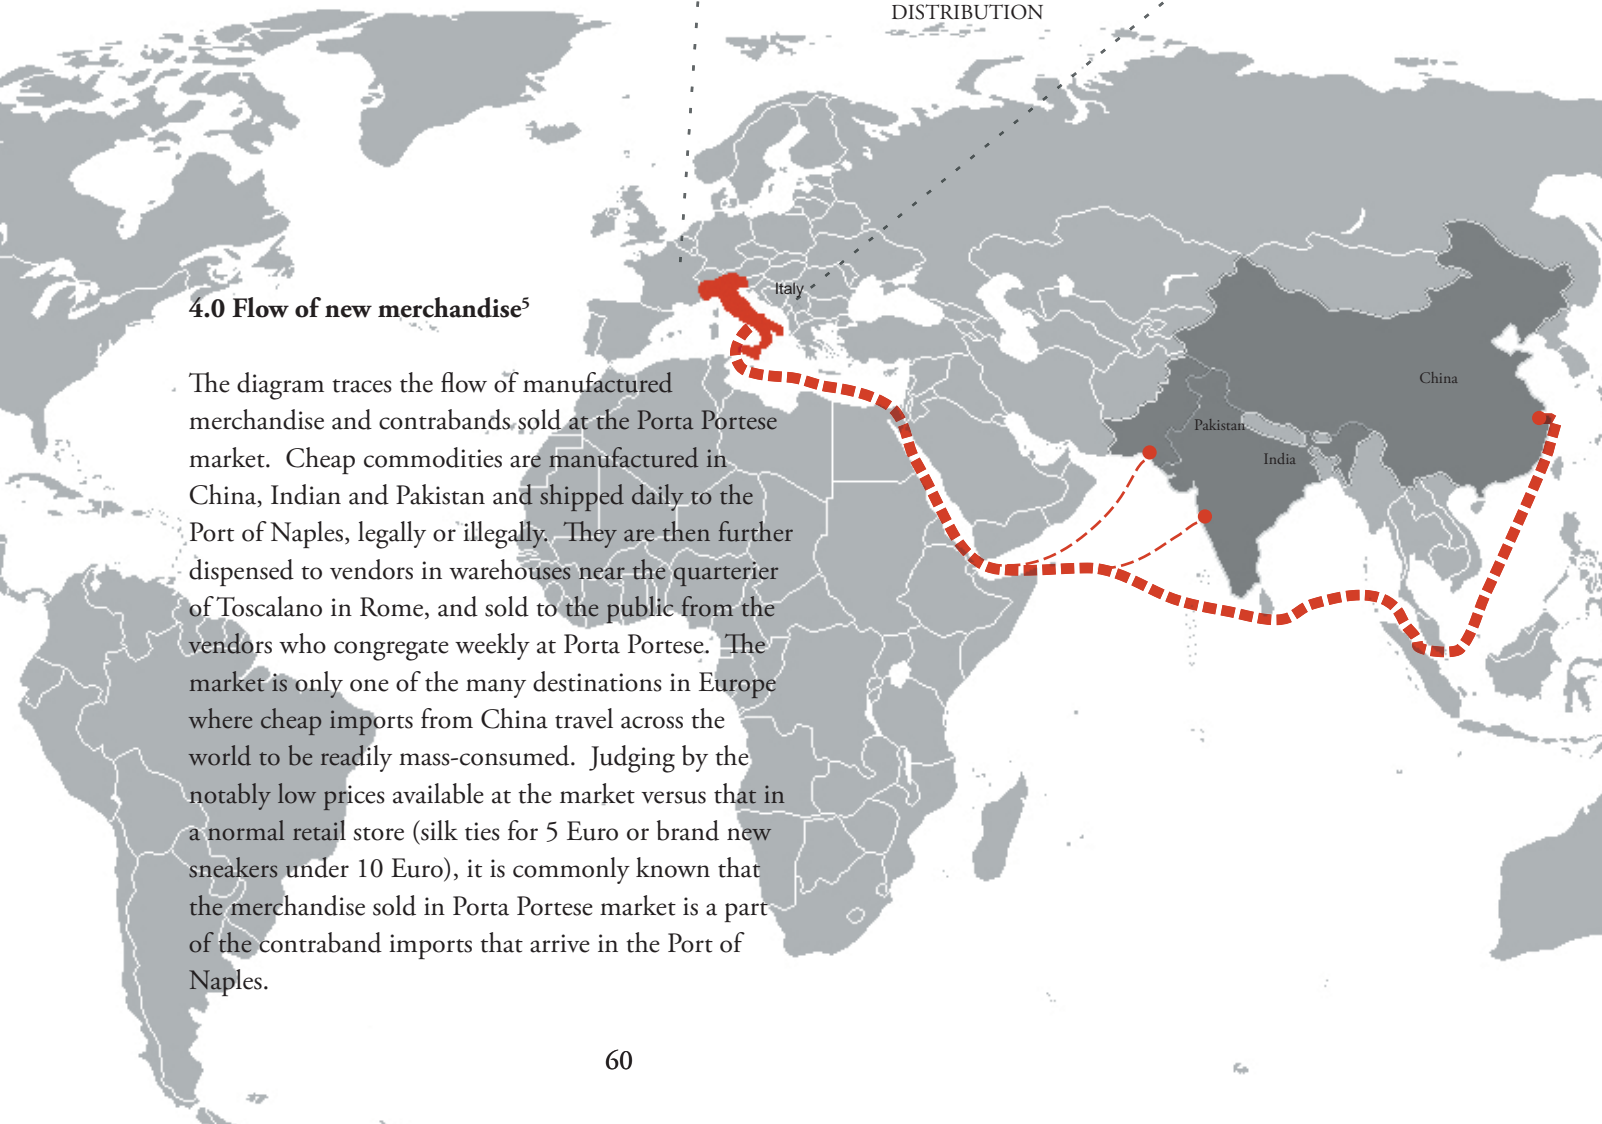 DISTRIBUTION
Italy
4.0 Flow of new merchandise⁵
The diagram traces the flow of manufactured
merchandise and contrabands sold at the Porta Portese
market.  Cheap commodities are manufactured in
China, Indian and Pakistan and shipped daily to the
Port of Naples, legally or illegally.  They are then further
dispensed to vendors in warehouses near the quarterier
of Toscalano in Rome, and sold to the public from the
vendors who congregate weekly at Porta Portese.  The
market is only one of the many destinations in Europe
where cheap imports from China travel across the
world to be readily mass-consumed.  Judging by the
notably low prices available at the market versus that in
a normal retail store (silk ties for 5 Euro or brand new
sneakers under 10 Euro), it is commonly known that
the merchandise sold in Porta Portese market is a part
of the contraband imports that arrive in the Port of
Naples.
China
Pakistan
India
60